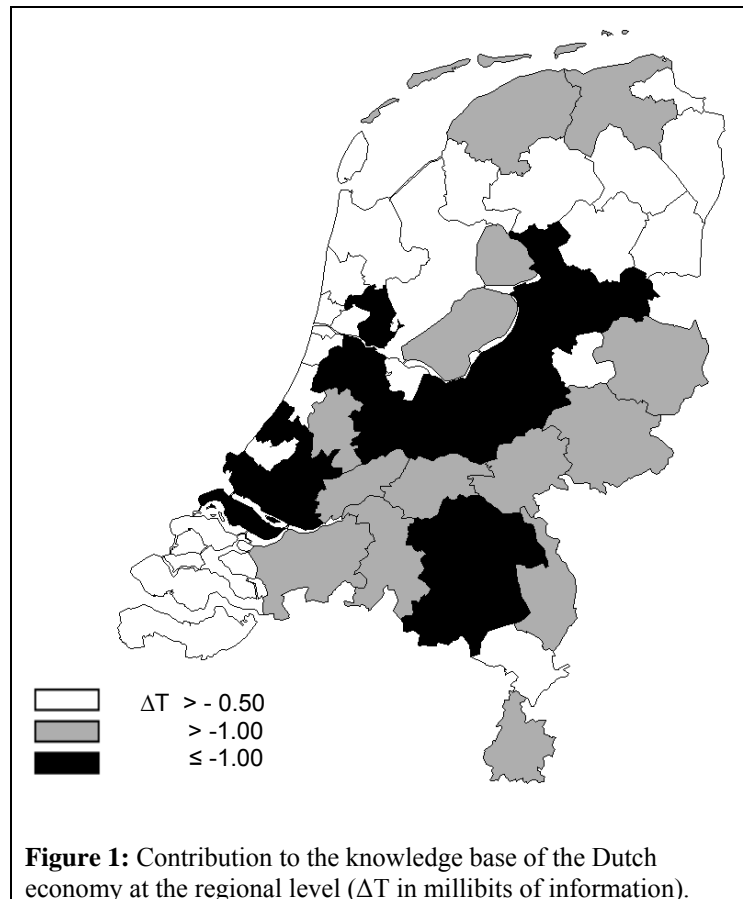 ΔT > - 0.50
> -1.00
≤ -1.00
Figure 1: Contribution to the knowledge base of the Dutch
economy at the regional level (ΔT in millibits of information).